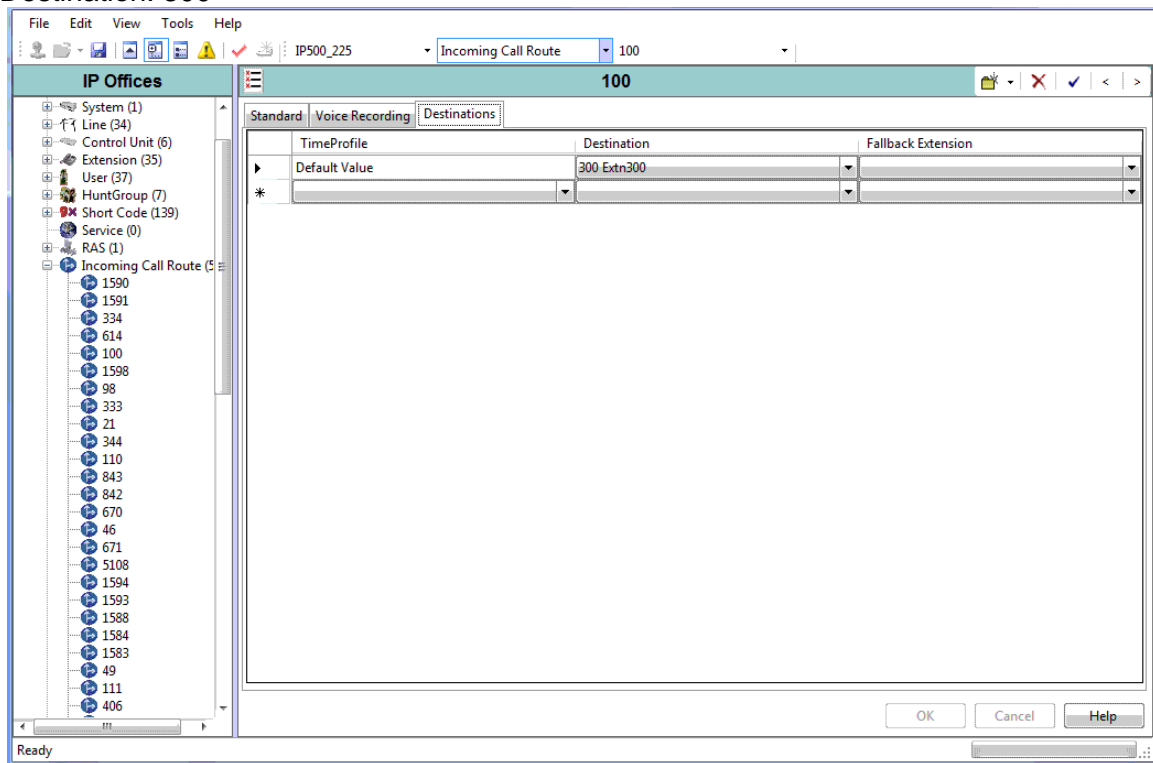 File Edit View Tools Help
IP500_225 Incoming Call Route 100
IP Offices
100
System (1)
Line (34)
Control Unit (6)
Extension (35)
User (37)
HuntGroup (7)
Short Code (139)
Service (0)
RAS (1)
Incoming Call Route (5
1590
1591
334
614
100
1598
98
333
21
344
110
843
842
670
46
671
5108
1594
1593
1588
1584
1583
49
111
406
Standard Voice Recording Destinations
TimeProfile Destination Fallback Extension
Default Value 300 Extn300
OK Cancel Help
Ready